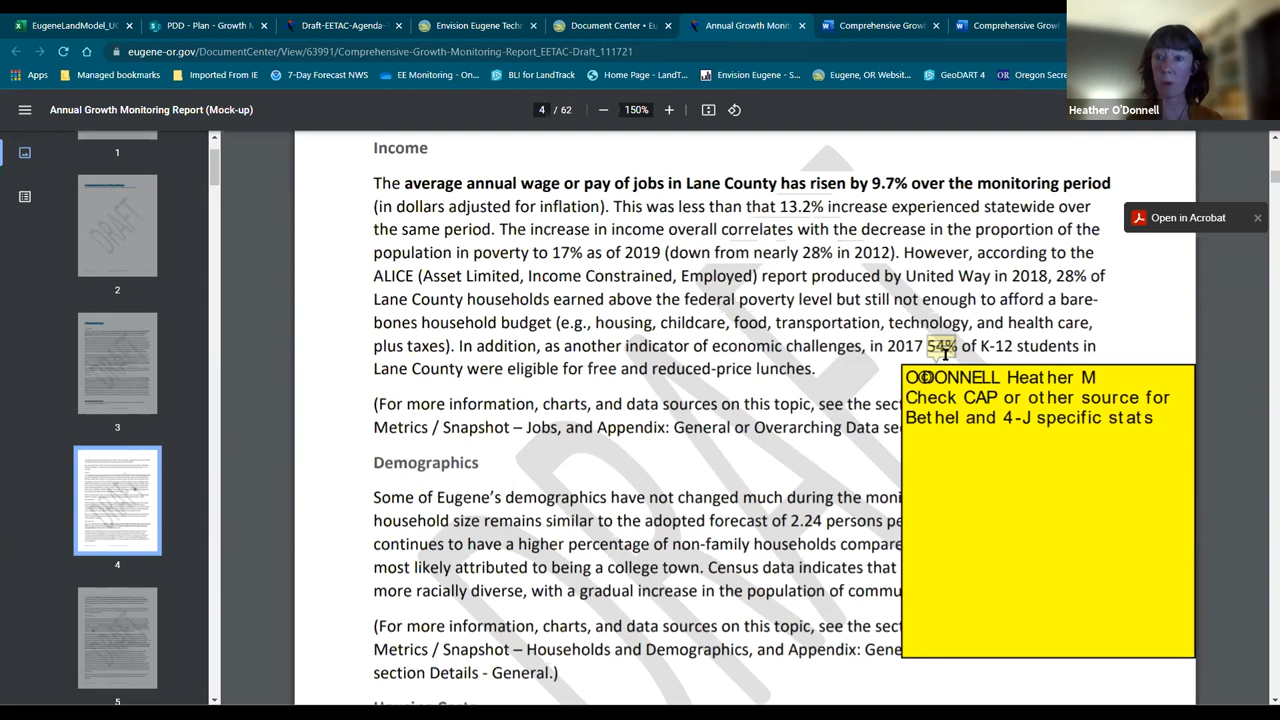 EugeneLandModel_UG
PDD - Plan - Growth M
Draft-EETAC-Agenda-
Envision Eugene Techn
Document Center • Eu
Annual Growth Monito
Comprehensive Growt
Comprehensive Growt
eugene-or.gov/DocumentCenter/View/63991/Comprehensive-Growth-Monitoring-Report_EETAC-Draft_111721
Apps
Managed bookmarks
Imported From IE
7-Day Forecast NWS
EE Monitoring - On...
BLI for LandTrack
Home Page - LandT...
Envision Eugene - S...
Eugene, OR Website...
GeoDART 4
Oregon Secre
Heather O'Donnell
Annual Growth Monitoring Report (Mock-up)
4 / 62
150%
Open in Acrobat
1
2
3
4
5
Income
The average annual wage or pay of jobs in Lane County has risen by 9.7% over the monitoring period
(in dollars adjusted for inflation). This was less than that 13.2% increase experienced statewide over
the same period. The increase in income overall correlates with the decrease in the proportion of the
population in poverty to 17% as of 2019 (down from nearly 28% in 2012). However, according to the
ALICE (Asset Limited, Income Constrained, Employed) report produced by United Way in 2018, 28% of
Lane County households earned above the federal poverty level but still not enough to afford a bare-
bones household budget (e.g., housing, childcare, food, transportation, technology, and health care,
plus taxes). In addition, as another indicator of economic challenges, in 2017 54% of K-12 students in
Lane County were eligible for free and reduced-price lunches.
(For more information, charts, and data sources on this topic, see the sec
Metrics / Snapshot – Jobs, and Appendix: General or Overarching Data se
O'DONNELL Heather M
Check CAP or other source for
Bethel and 4-J specific stats
Demographics
Some of Eugene's demographics have not changed much during the moni
household size remains similar to the adopted forecast of 2.24 persons pe
continues to have a higher percentage of non-family households compare
most likely attributed to being a college town. Census data indicates that
more racially diverse, with a gradual increase in the population of commu
(For more information, charts, and data sources on this topic, see the sect
Metrics / Snapshot – Households and Demographics, and Appendix: Gene
section Details - General.)
DRAFT